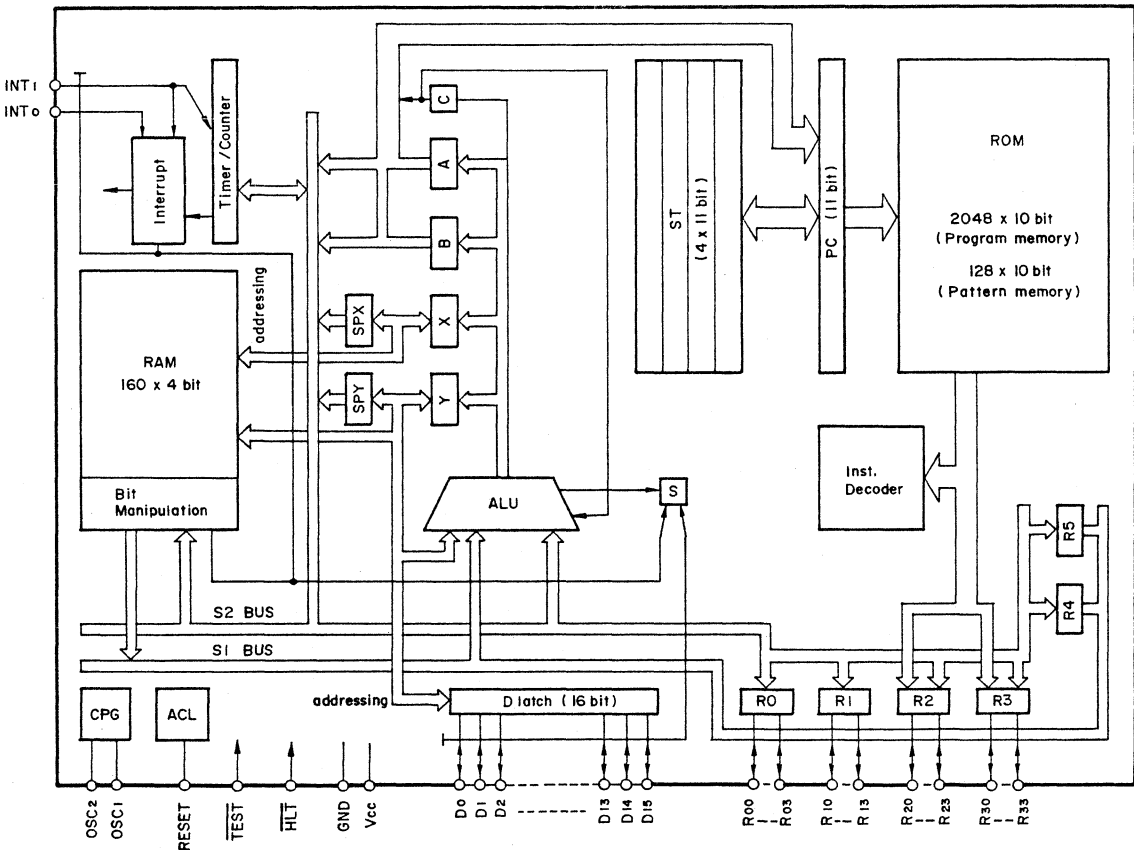 INT1
INT0
Interrupt
Timer/Counter
C
A
B
SPX
X
SPY
Y
addressing
RAM
160 x 4 bit
Bit
Manipulation
ALU
S
ST
(4 x 11 bit)
PC (11 bit)
ROM
2048 x 10 bit
(Program memory)
128 x 10 bit
(Pattern memory)
Inst.
Decoder
R5
R4
S2 BUS
S1 BUS
CPG
ACL
addressing
D latch (16 bit)
R0
R1
R2
R3
OSC2
OSC1
RESET
TEST
HLT
GND
Vcc
D0
D1
D2
D13
D14
D15
R00
R03
R10
R13
R20
R23
R30
R33